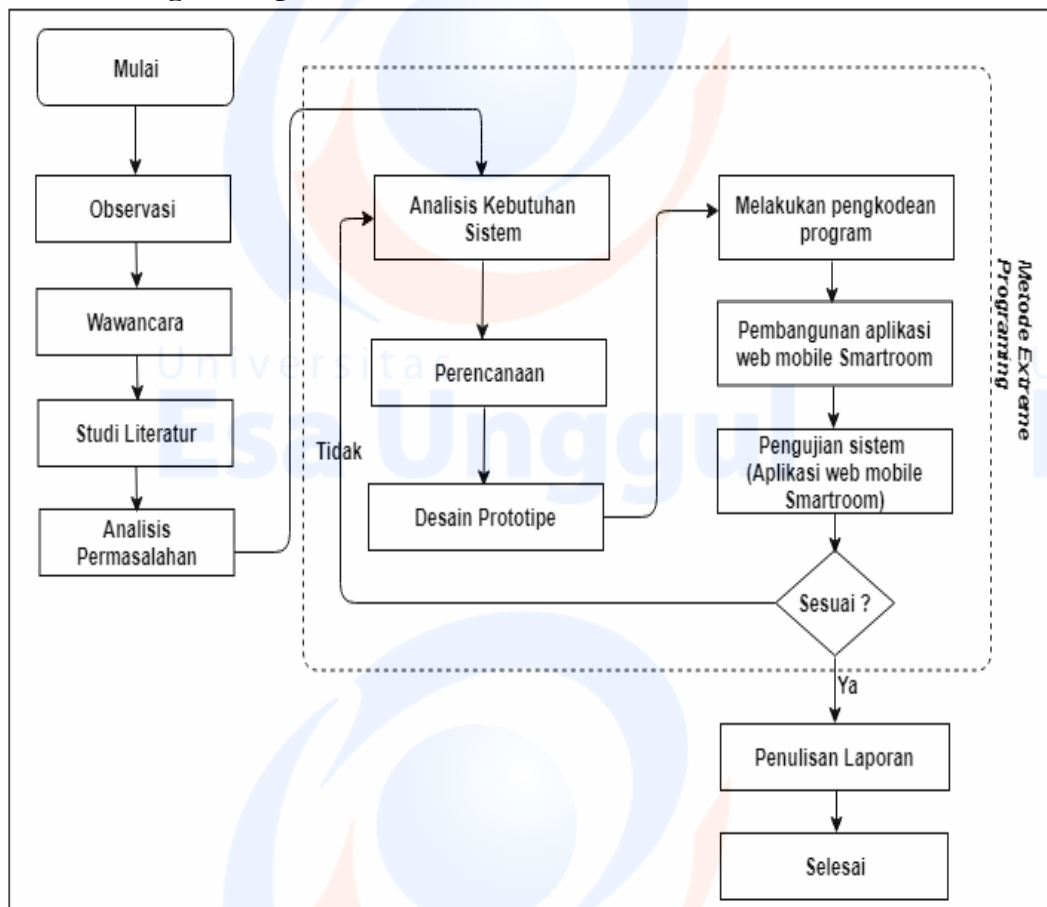 Mulai
Observasi
Wawancara
Studi Literatur
Analisis
Permasalahan
Analisis Kebutuhan
Sistem
Perencanaan
Desain Prototipe
Melakukan pengkodean
program
Pembangunan aplikasi
web mobile Smartroom
Pengujian sistem
(Aplikasi web mobile
Smartroom)
Sesuai ?
Tidak
Ya
Penulisan Laporan
Selesai
Metode Extreme
Programing
Universitas
Esa Unggul